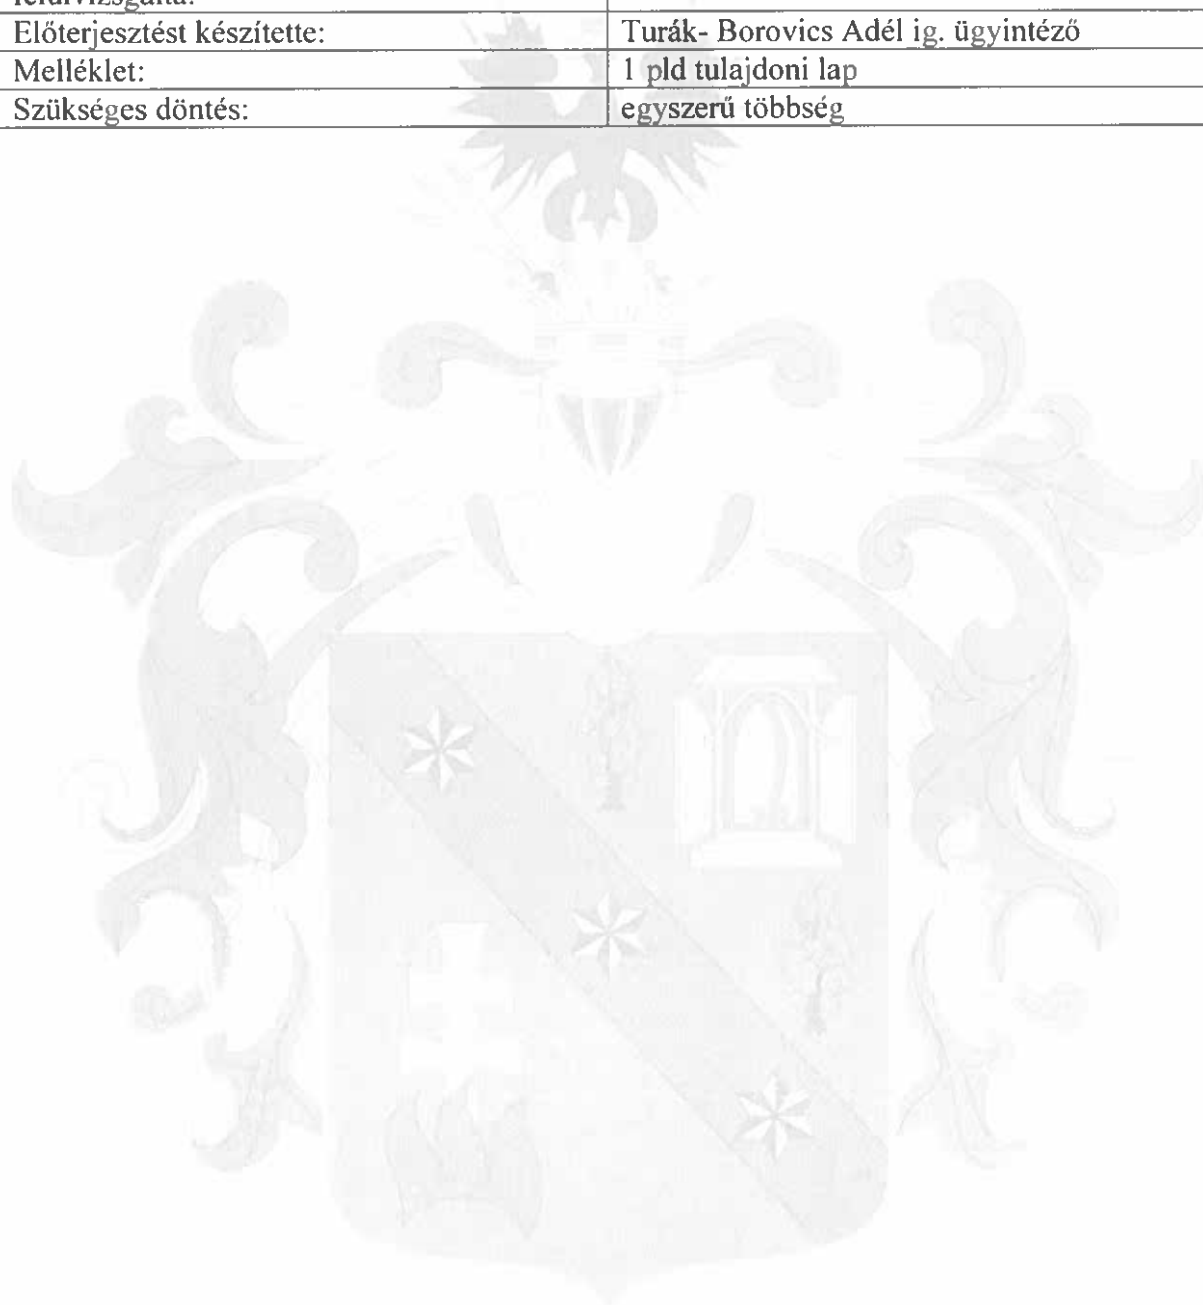 Előterjesztést készítette: Turák- Borovics Adél ig. ügyintéző
Melléklet: 1 pld tulajdoni lap
Szükséges döntés: egyszerű többség